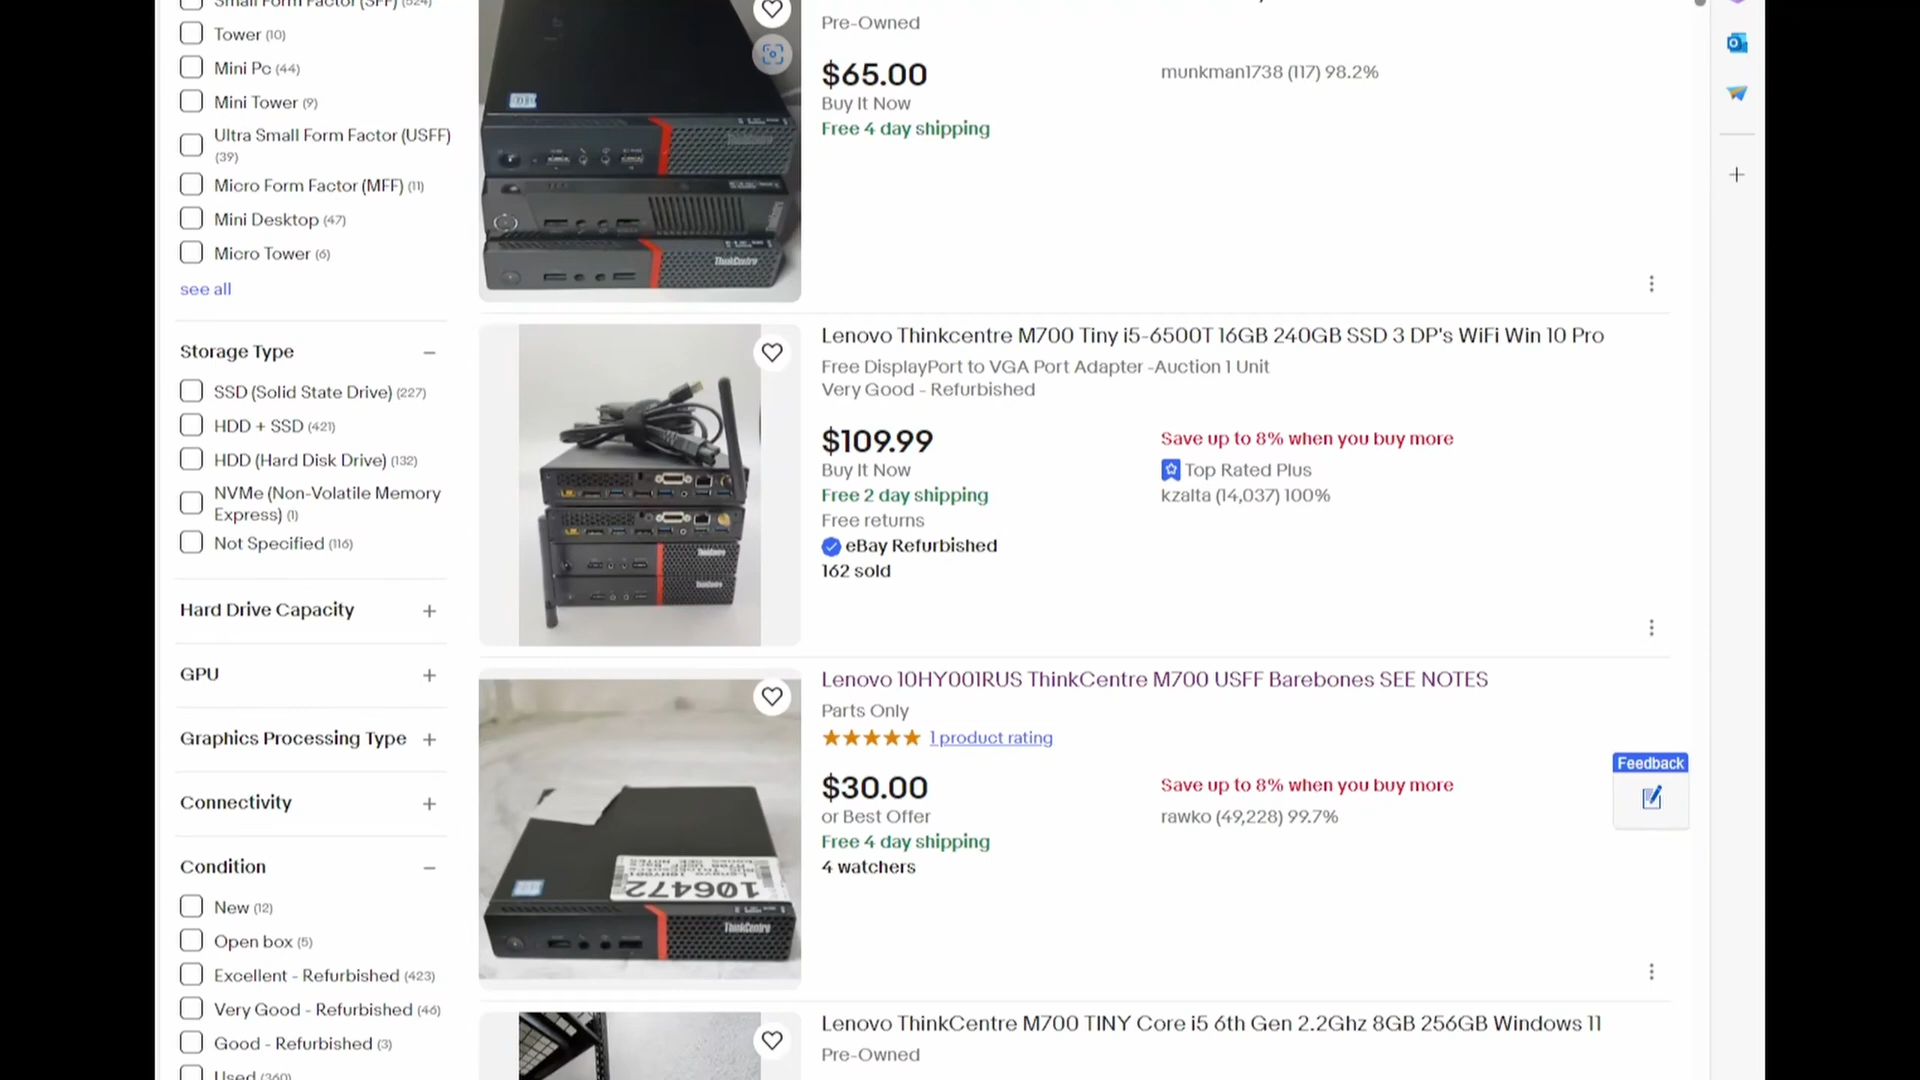 Tower (10)
Mini Pc (44)
Mini Tower (9)
Ultra Small Form Factor (USFF)
(39)
Micro Form Factor (MFF) (11)
Mini Desktop (47)
Micro Tower (6)
see all
Storage Type
SSD (Solid State Drive) (227)
HDD + SSD (421)
HDD (Hard Disk Drive) (132)
NVMe (Non-Volatile Memory
Express) (1)
Not Specified (116)
Hard Drive Capacity
GPU
Graphics Processing Type
Connectivity
Condition
New (12)
Open box (5)
Excellent - Refurbished (423)
Very Good - Refurbished (46)
Good - Refurbished (3)
Used (360)
Pre-Owned
$65.00
Buy It Now
Free 4 day shipping
munkman1738 (117) 98.2%
ThinkCentre
Lenovo Thinkcentre M700 Tiny i5-6500T 16GB 240GB SSD 3 DP's WiFi Win 10 Pro
Free DisplayPort to VGA Port Adapter -Auction 1 Unit
Very Good - Refurbished
$109.99
Buy It Now
Free 2 day shipping
Free returns
eBay Refurbished
162 sold
Save up to 8% when you buy more
Top Rated Plus
kzalta (14,037) 100%
Lenovo 10HY001RUS ThinkCentre M700 USFF Barebones SEE NOTES
Parts Only
1 product rating
$30.00
or Best Offer
Free 4 day shipping
4 watchers
Save up to 8% when you buy more
rawko (49,228) 99.7%
106472
ThinkCentre
Feedback
Lenovo ThinkCentre M700 TINY Core i5 6th Gen 2.2Ghz 8GB 256GB Windows 11
Pre-Owned